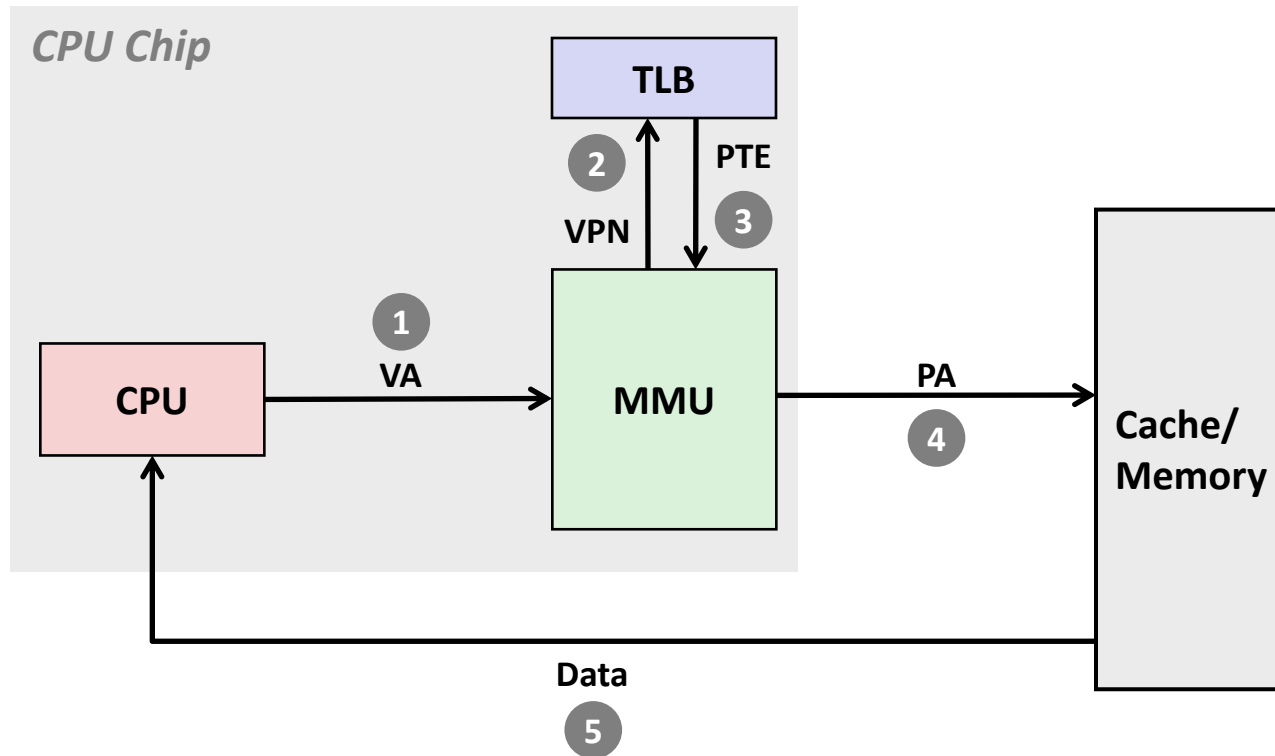 CPU Chip
TLB
2
PTE
3
VPN
1
VA
CPU
MMU
PA
4
Cache/
Memory
Data
5